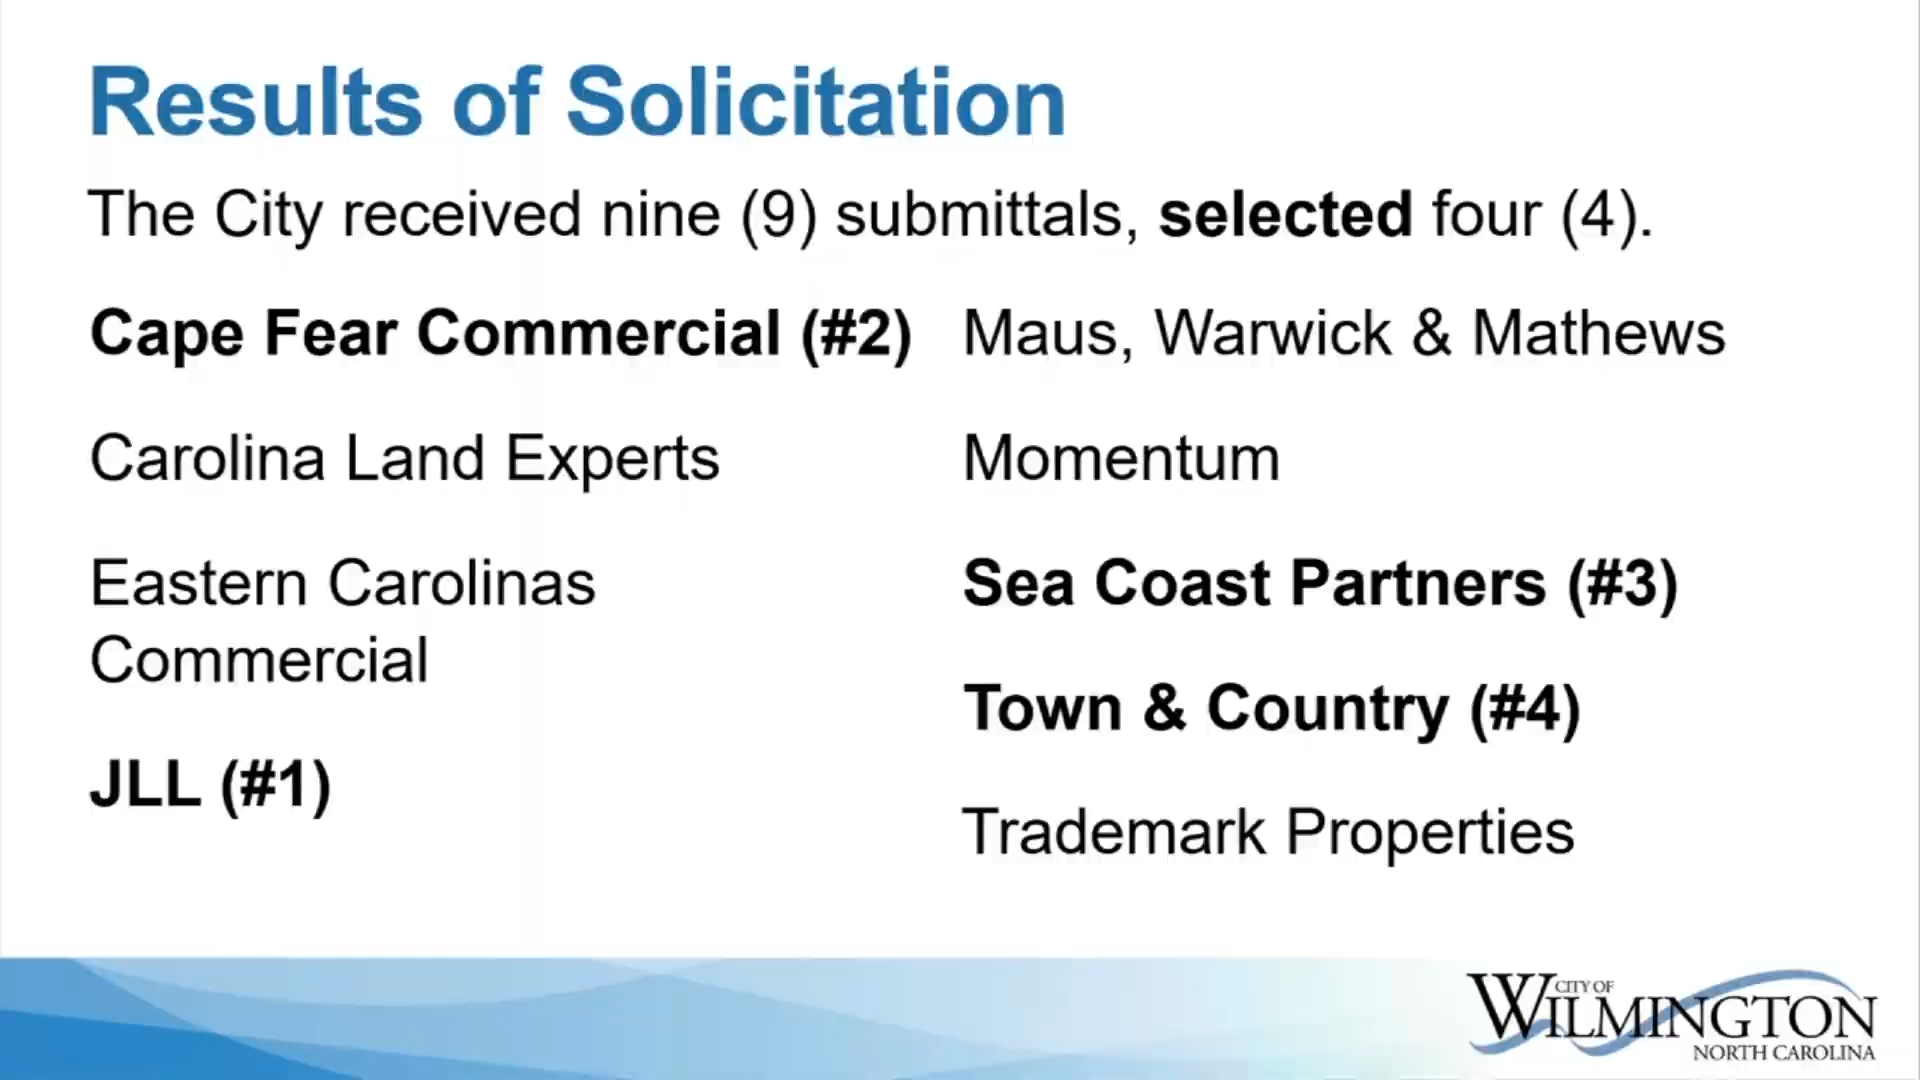 Results of Solicitation
The City received nine (9) submittals, selected four (4).
Cape Fear Commercial (#2)
Carolina Land Experts
Eastern Carolinas
Commercial
JLL (#1)
Maus, Warwick & Mathews
Momentum
Sea Coast Partners (#3)
Town & Country (#4)
Trademark Properties
CITY OF
WILMINGTON
NORTH CAROLINA